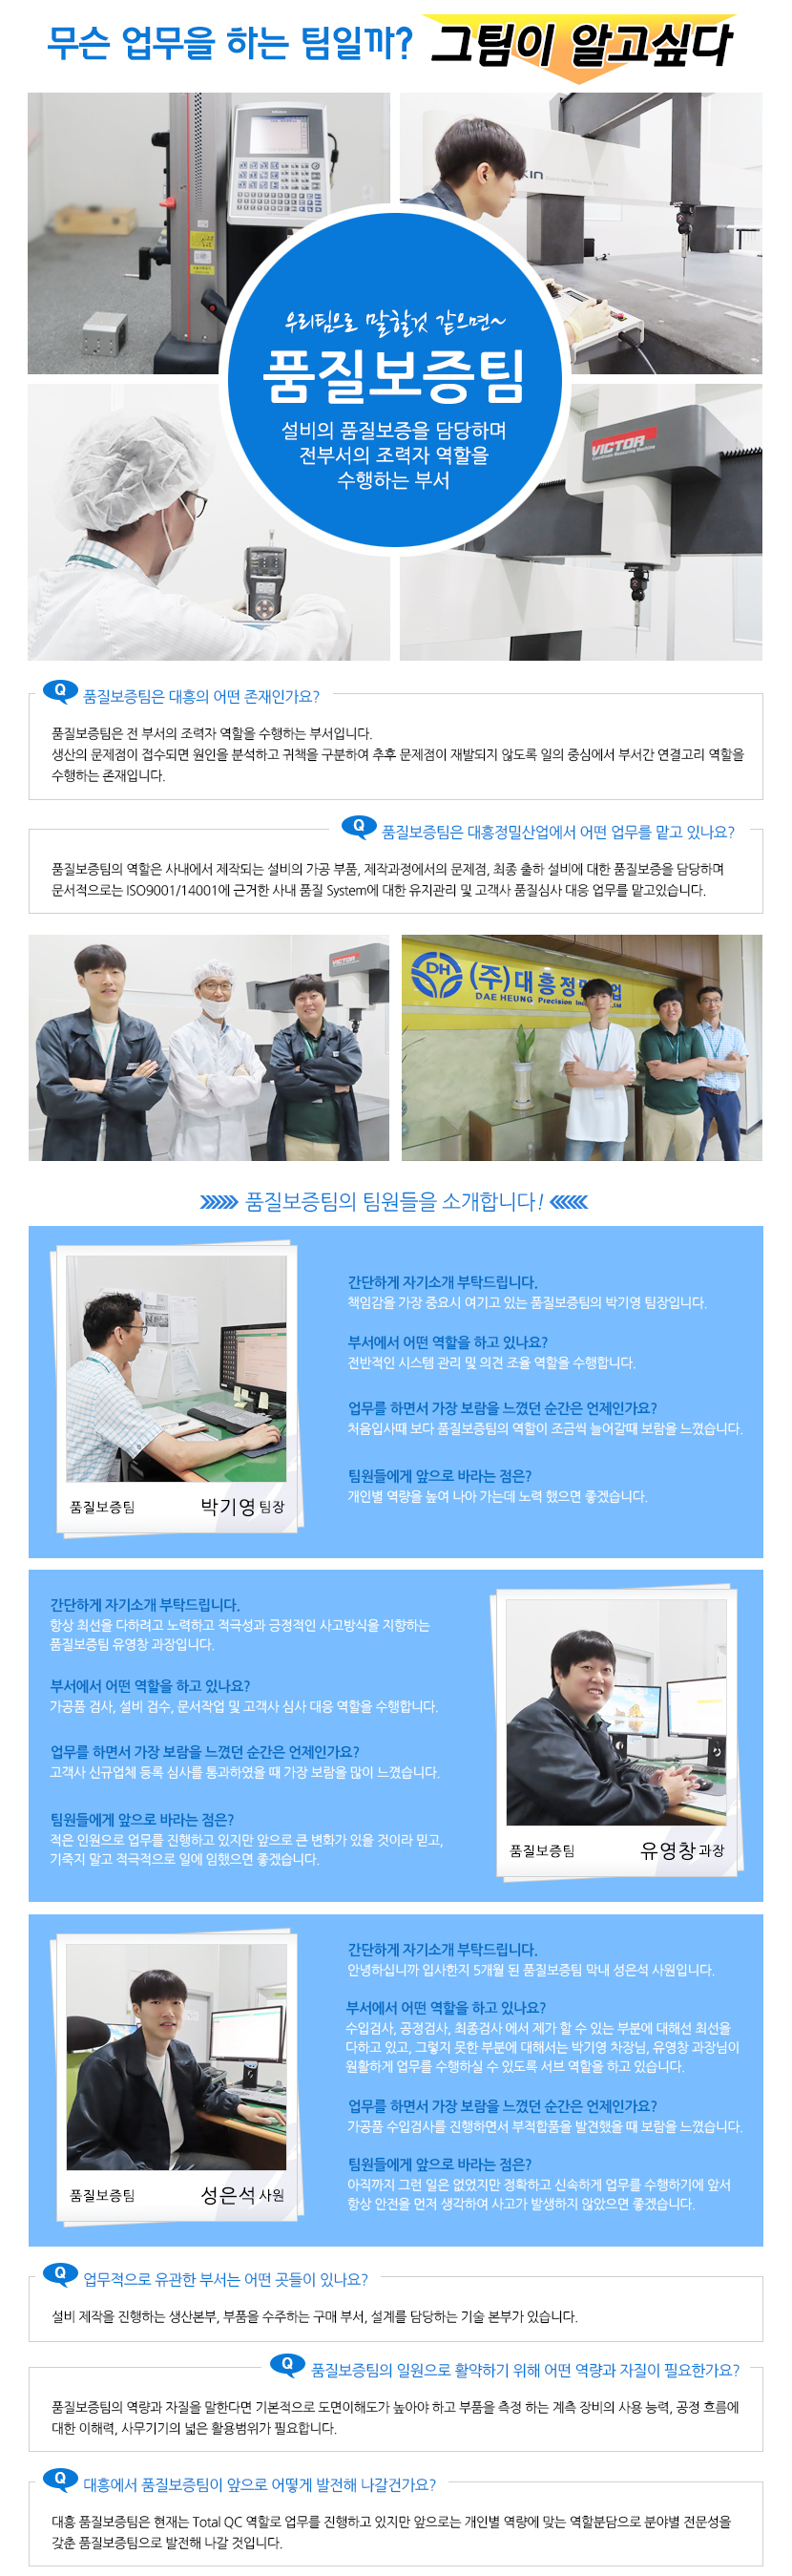 무슨 업무을 하는 팀일까? 그팀이 알고싶다
KIN
우리팀으로 말할것 같으면~
품질보증팀
설비의 품질보증을 담당하며
전부서의 조력자 역할을
수행하는 부서
VICTOR
Coordinate Measuring Machine
Q 품질보증팀은 대흥의 어떤 존재인가요?
품질보증팀은 전 부서의 조력자 역할을 수행하는 부서입니다.
생산의 문제점이 접수되면 원인을 분석하고 귀책을 구분하여 추후 문제점이 재발되지 않도록 일의 중심에서 부서간 연결고리 역할을
수행하는 존재입니다.
Q 품질보증팀은 대흥정밀산업에서 어떤 업무를 맡고 있나요?
품질보증팀의 역할은 사내에서 제작되는 설비의 가공 부품, 제작과정에서의 문제점, 최종 출하 설비에 대한 품질보증을 담당하며
문서적으로는 ISO9001/14001에 근거한 사내 품질 System에 대한 유지관리 및 고객사 품질심사 대응 업무를 맡고있습니다.
VICTOR
DH (주)대흥정밀 업
DAE HEUNG Precision
품질보증팀의 팀원들을 소개합니다!
간단하게 자기소개 부탁드립니다.
책임감을 가장 중요시 여기고 있는 품질보증팀의 박기영 팀장입니다.
부서에서 어떤 역할을 하고 있나요?
전반적인 시스템 관리 및 의견 조율 역할을 수행합니다.
업무를 하면서 가장 보람을 느꼈던 순간은 언제인가요?
처음입사때 보다 품질보증팀의 역할이 조금씩 늘어갈때 보람을 느꼈습니다.
팀원들에게 앞으로 바라는 점은?
개인별 역량을 높여 나아 가는데 노력 했으면 좋겠습니다.
품질보증팀 박기영 팀장
간단하게 자기소개 부탁드립니다.
항상 최선을 다하려고 노력하고 적극성과 긍정적인 사고방식을 지향하는
품질보증팀 유영창 과장입니다.
부서에서 어떤 역할을 하고 있나요?
가공품 검사, 설비 검수, 문서작업 및 고객사 심사 대응 역할을 수행합니다.
업무를 하면서 가장 보람을 느꼈던 순간은 언제인가요?
고객사 신규업체 등록 심사를 통과하였을 때 가장 보람을 많이 느꼈습니다.
팀원들에게 앞으로 바라는 점은?
적은 인원으로 업무를 진행하고 있지만 앞으로 큰 변화가 있을 것이라 믿고,
기죽지 말고 적극적으로 일에 임했으면 좋겠습니다.
품질보증팀 유영창 과장
간단하게 자기소개 부탁드립니다.
안녕하십니까 입사한지 5개월 된 품질보증팀 막내 성은석 사원입니다.
부서에서 어떤 역할을 하고 있나요?
수입검사, 공정검사, 최종검사 에서 제가 할 수 있는 부분에 대해선 최선을
다하고 있고, 그렇지 못한 부분에 대해서는 박기영 차장님, 유영창 과장님이
원활하게 업무를 수행하실 수 있도록 서브 역할을 하고 있습니다.
업무를 하면서 가장 보람을 느꼈던 순간은 언제인가요?
가공품 수입검사를 진행하면서 부적합품을 발견했을 때 보람을 느꼈습니다.
팀원들에게 앞으로 바라는 점은?
아직까지 그런 일은 없었지만 정확하고 신속하게 업무를 수행하기에 앞서
항상 안전을 먼저 생각하여 사고가 발생하지 않았으면 좋겠습니다.
품질보증팀 성은석 사원
Q 업무적으로 유관한 부서는 어떤 곳들이 있나요?
설비 제작을 진행하는 생산본부, 부품을 수주하는 구매 부서, 설계를 담당하는 기술 본부가 있습니다.
Q 품질보증팀의 일원으로 활약하기 위해 어떤 역량과 자질이 필요한가요?
품질보증팀의 역량과 자질을 말한다면 기본적으로 도면이해도가 높아야 하고 부품을 측정 하는 계측 장비의 사용 능력, 공정 흐름에
대한 이해력, 사무기기의 넓은 활용범위가 필요합니다.
Q 대흥에서 품질보증팀이 앞으로 어떻게 발전해 나갈건가요?
대흥 품질보증팀은 현재는 Total QC 역할로 업무를 진행하고 있지만 앞으로는 개인별 역량에 맞는 역할분담으로 분야별 전문성을
갖춘 품질보증팀으로 발전해 나갈 것입니다.